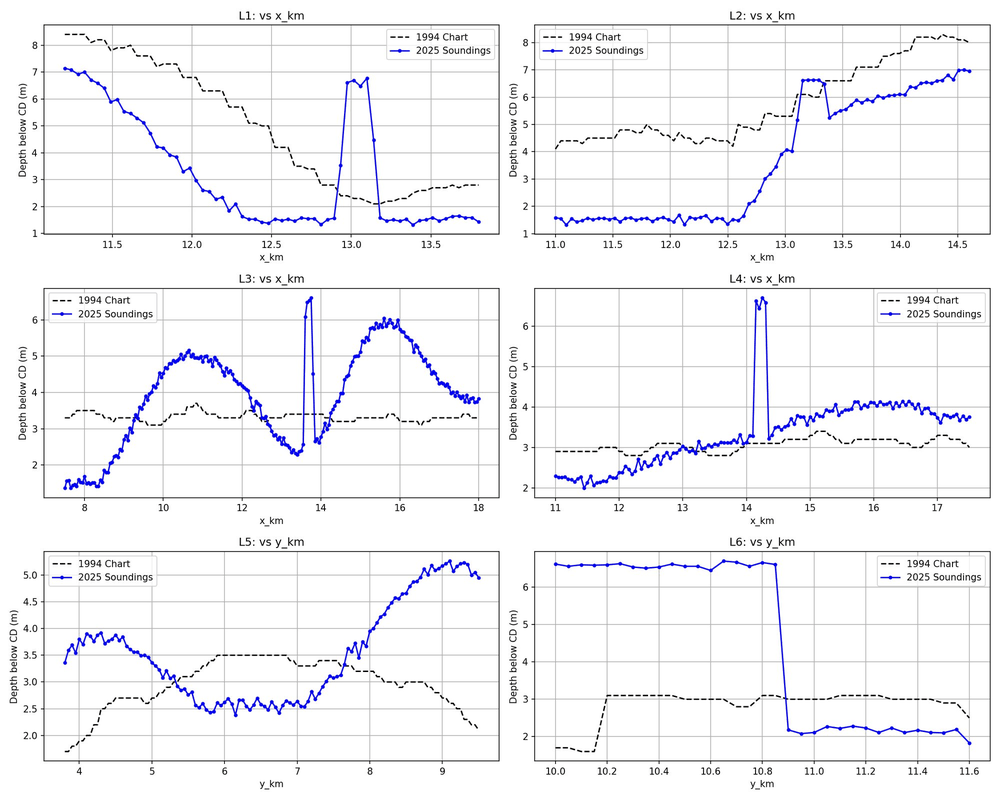 L1: vs x_km
1994 Chart
2025 Soundings
Depth below CD (m)
8
7
6
5
4
3
2
1
11.5 12.0 12.5 13.0 13.5
x_km
L2: vs x_km
1994 Chart
2025 Soundings
Depth below CD (m)
8
7
6
5
4
3
2
1
11.0 11.5 12.0 12.5 13.0 13.5 14.0 14.5
x_km
L3: vs x_km
1994 Chart
2025 Soundings
Depth below CD (m)
6
5
4
3
2
8 10 12 14 16 18
x_km
L4: vs x_km
1994 Chart
2025 Soundings
Depth below CD (m)
6
5
4
3
2
11 12 13 14 15 16 17
x_km
L5: vs y_km
1994 Chart
2025 Soundings
Depth below CD (m)
5.0
4.5
4.0
3.5
3.0
2.5
2.0
4 5 6 7 8 9
y_km
L6: vs y_km
1994 Chart
2025 Soundings
Depth below CD (m)
6
5
4
3
2
10.0 10.2 10.4 10.6 10.8 11.0 11.2 11.4 11.6
y_km